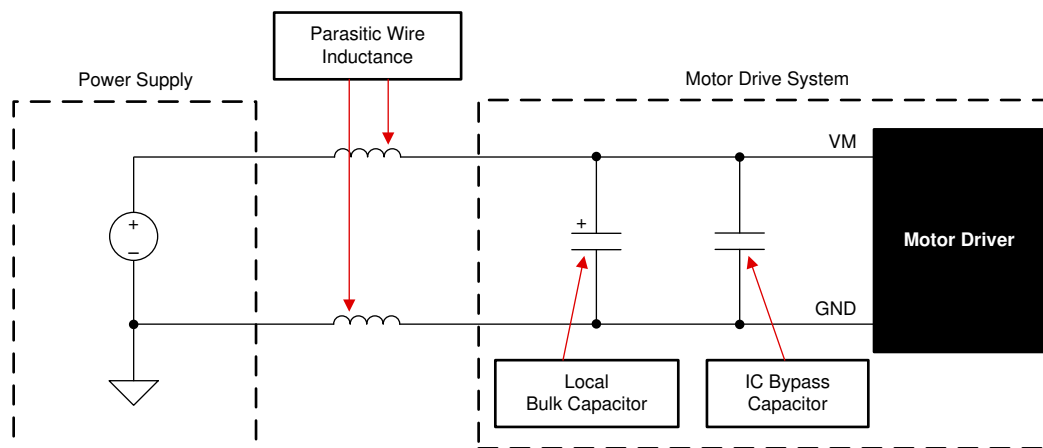 Parasitic Wire
Inductance
Power Supply
Motor Drive System
VM
+
–
+
Motor Driver
GND
Local
Bulk Capacitor
IC Bypass
Capacitor